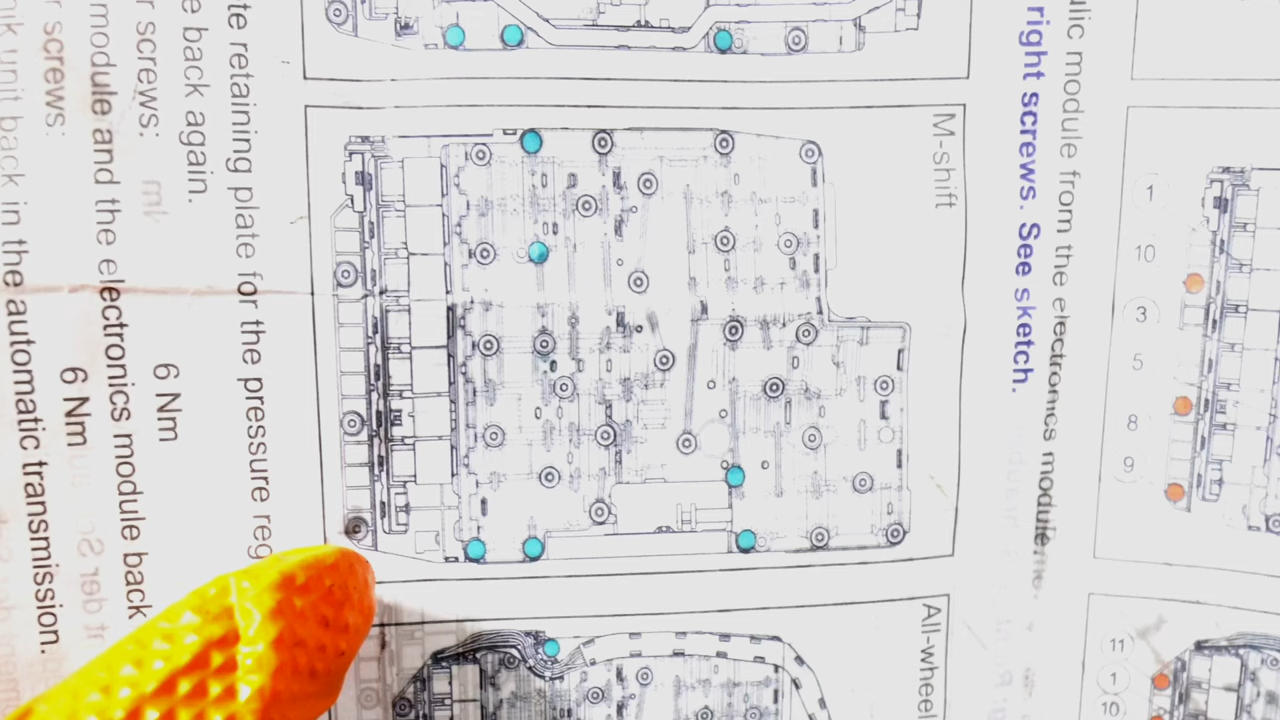 ulic module from the electronics module
right screws. See sketch.
M-shift
All-wheel
1
10
3
5
8
9
11
1
10
te retaining plate for the pressure reg
e back again.
r screws: 6 Nm
module and the electronics module back
r screws: 6 Nm
unit back in the automatic transmission.